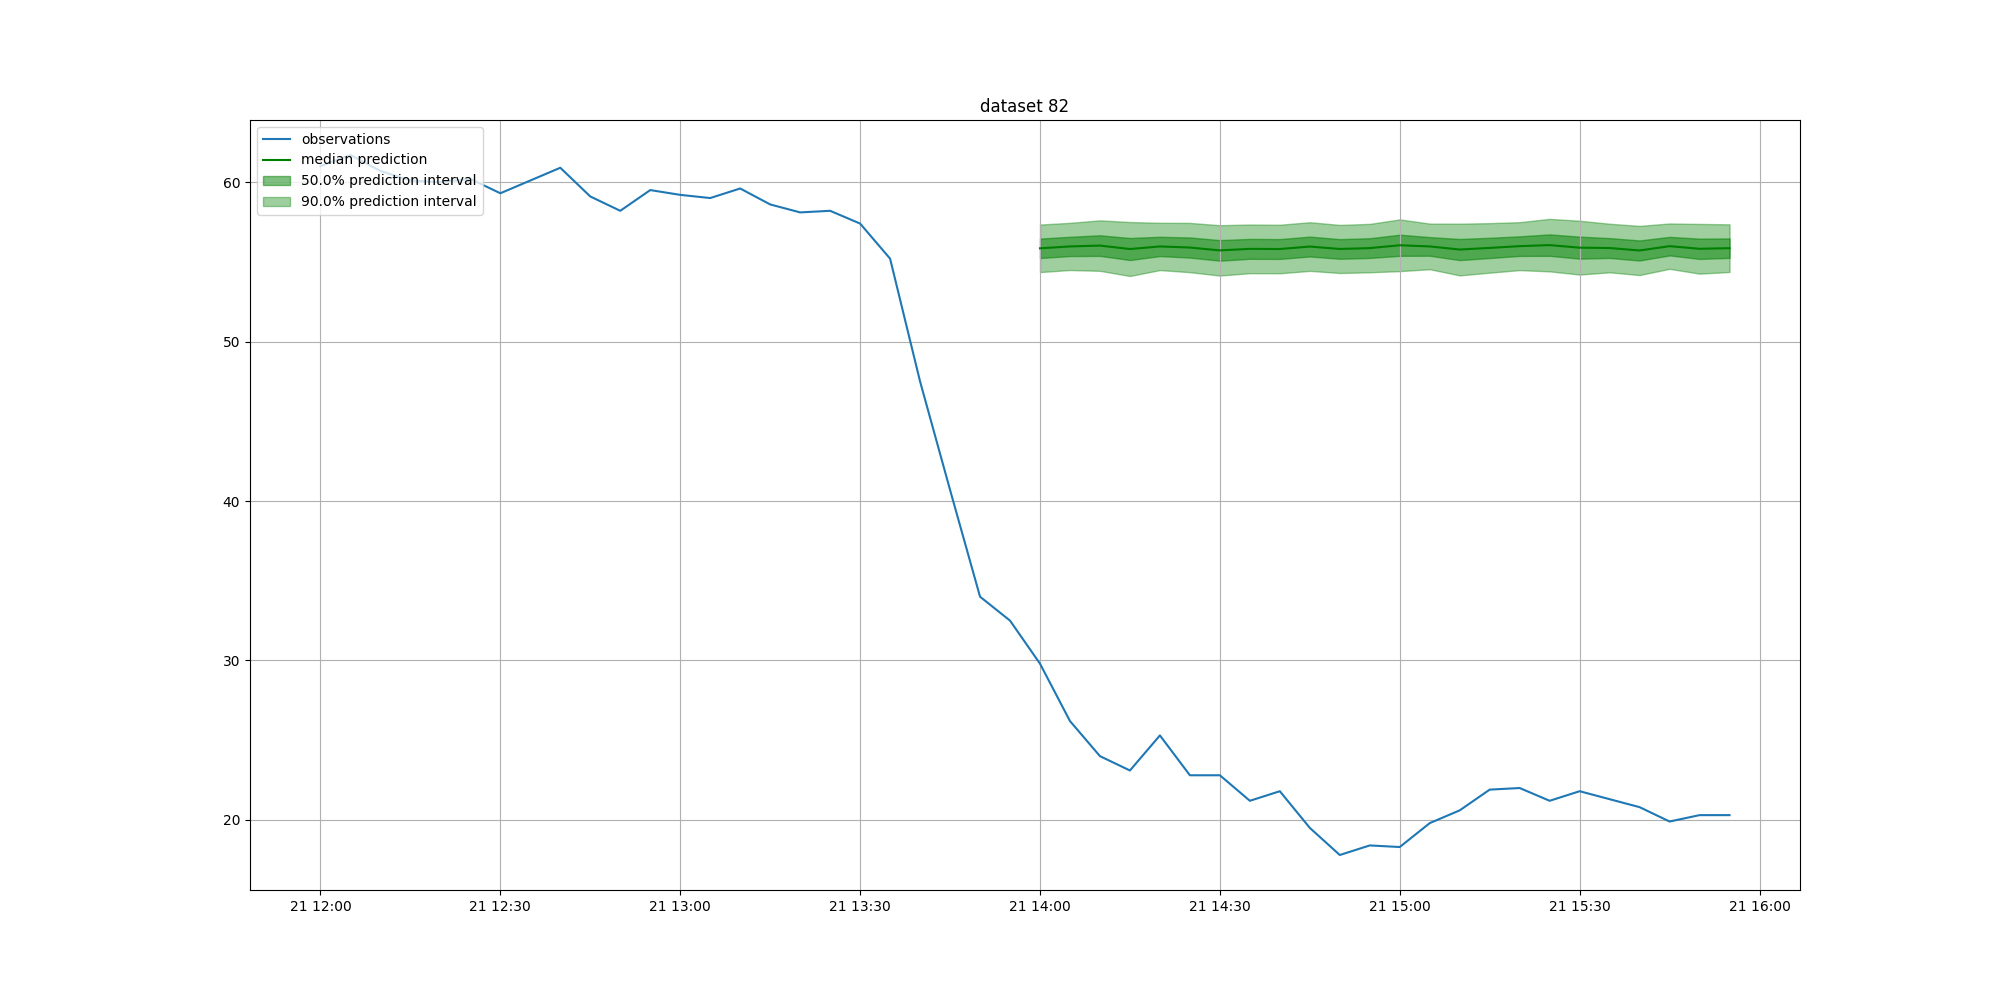 dataset 82
observations
median prediction
50.0% prediction interval
90.0% prediction interval
60
50
40
30
20
21 12:00
21 12:30
21 13:00
21 13:30
21 14:00
21 14:30
21 15:00
21 15:30
21 16:00